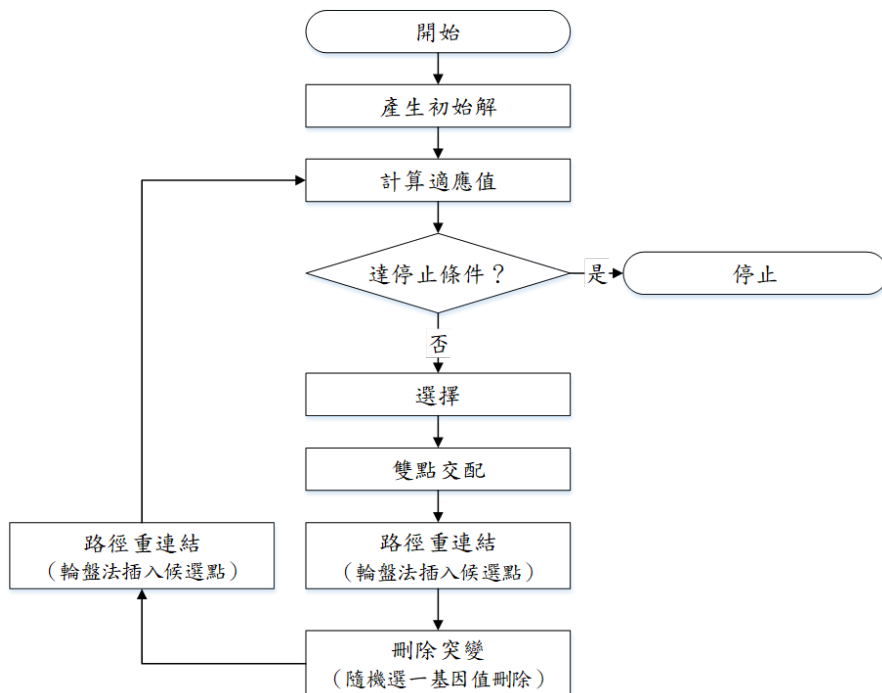 開始
產生初始解
計算適應值
達停止條件？
是
停止
否
選擇
雙點交配
路徑重連結
（輪盤法插入候選點）
路徑重連結
（輪盤法插入候選點）
刪除突變
（隨機選一基因值刪除）